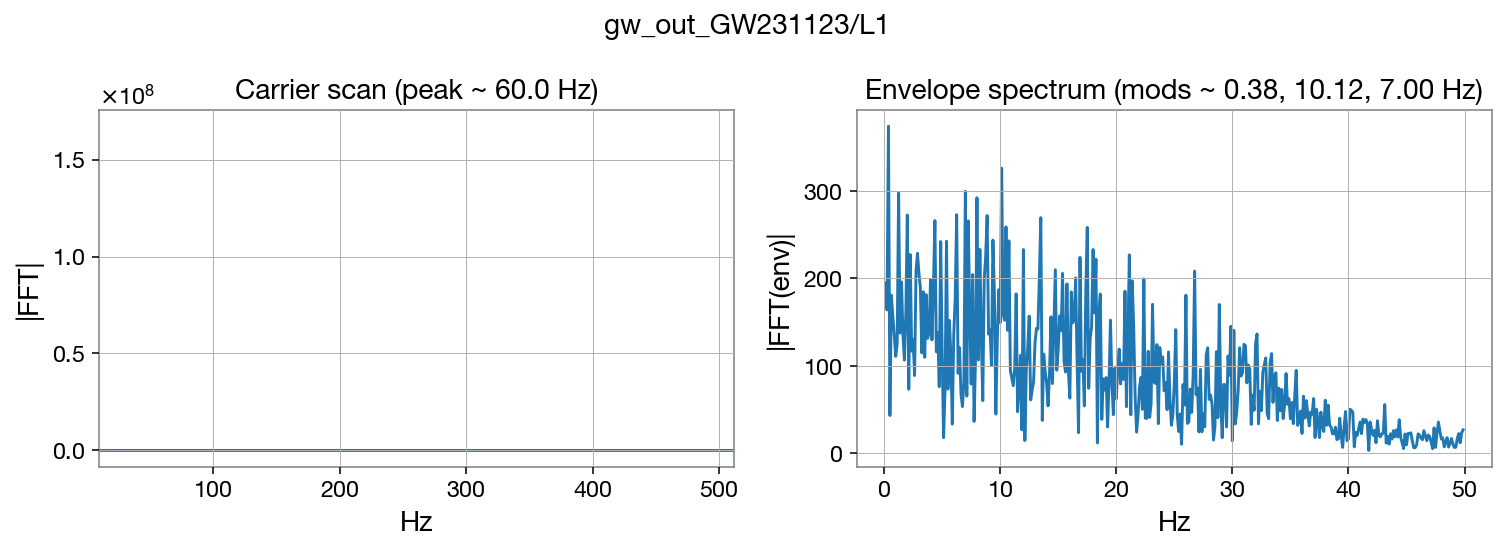 gw_out_GW231123/L1
Carrier scan (peak ~ 60.0 Hz)
×10⁸
1.5
1.0
0.5
0.0
|FFT|
100 200 300 400 500
Hz
Envelope spectrum (mods ~ 0.38, 10.12, 7.00 Hz)
300
200
100
0
|FFT(env)|
0 10 20 30 40 50
Hz